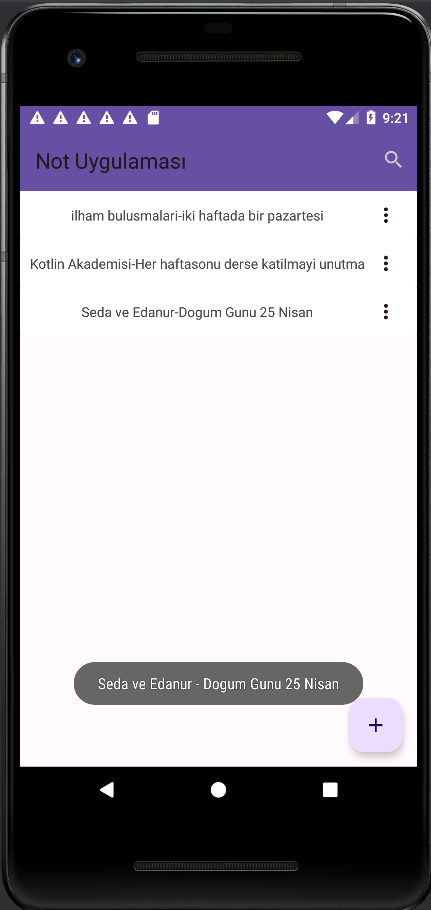 9:21
Not Uygulaması
ilham bulusmalari-iki haftada bir pazartesi
Kotlin Akademisi-Her haftasonu derse katilmayi unutma
Seda ve Edanur-Dogum Gunu 25 Nisan
Seda ve Edanur - Dogum Gunu 25 Nisan
+